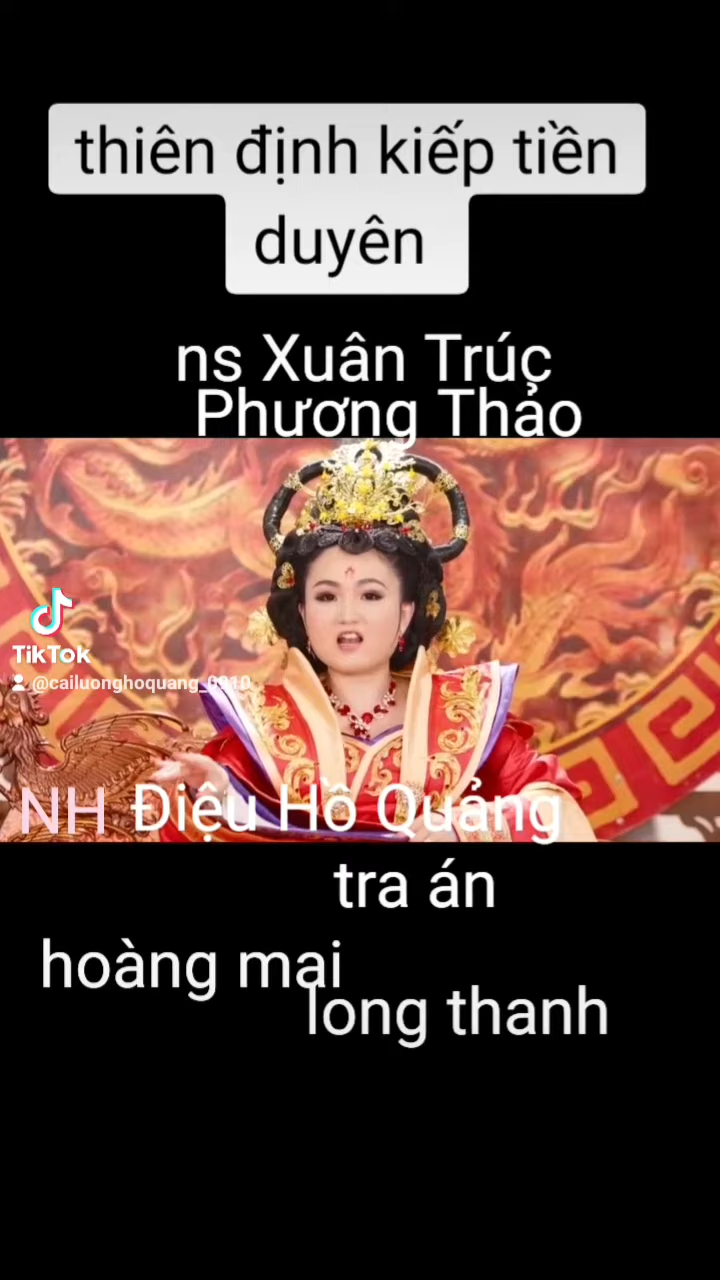 thiên định kiếp tiền
duyên
ns Xuân Trúc
Phương Thảo
TikTok
@cailuonghoquang_0910
NH Điệu Hồ Quảng
tra án
hoàng mai
long thanh